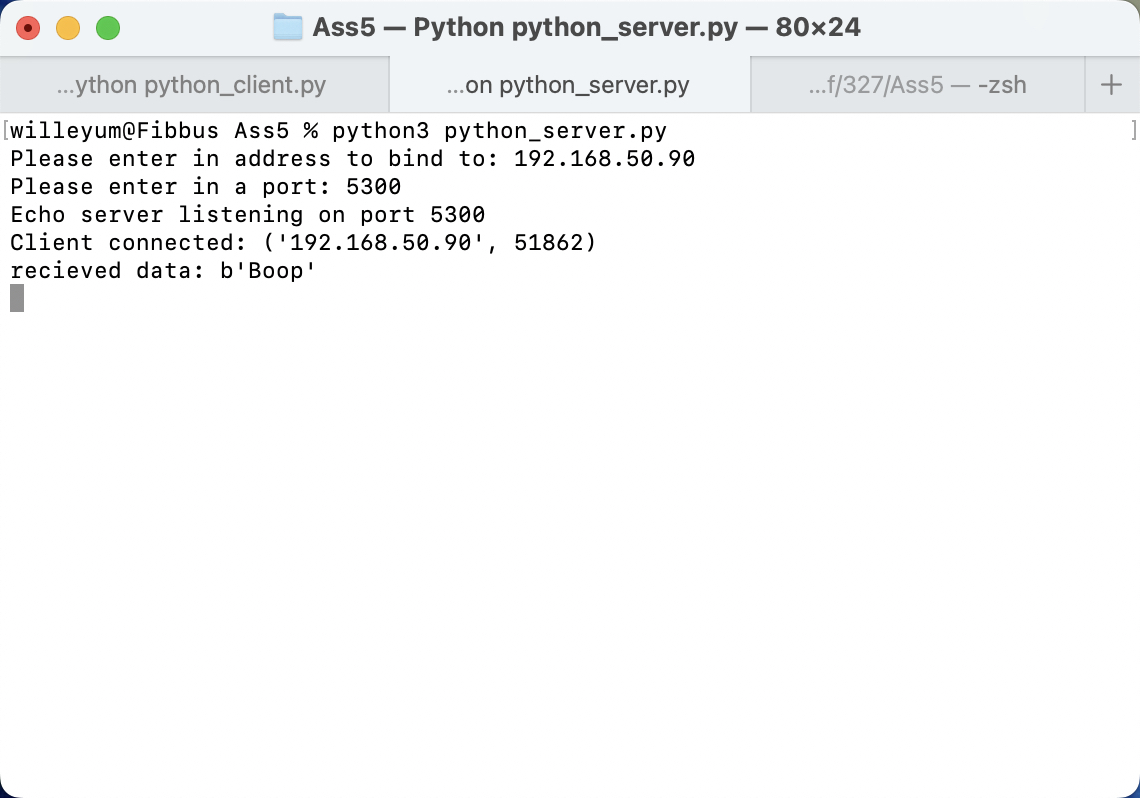 Ass5 — Python python_server.py — 80×24
...ython python_client.py ...on python_server.py ...f/327/Ass5 — -zsh +
[willeyum@Fibbus Ass5 % python3 python_server.py ]
Please enter in address to bind to: 192.168.50.90
Please enter in a port: 5300
Echo server listening on port 5300
Client connected: ('192.168.50.90', 51862)
recieved data: b'Boop'